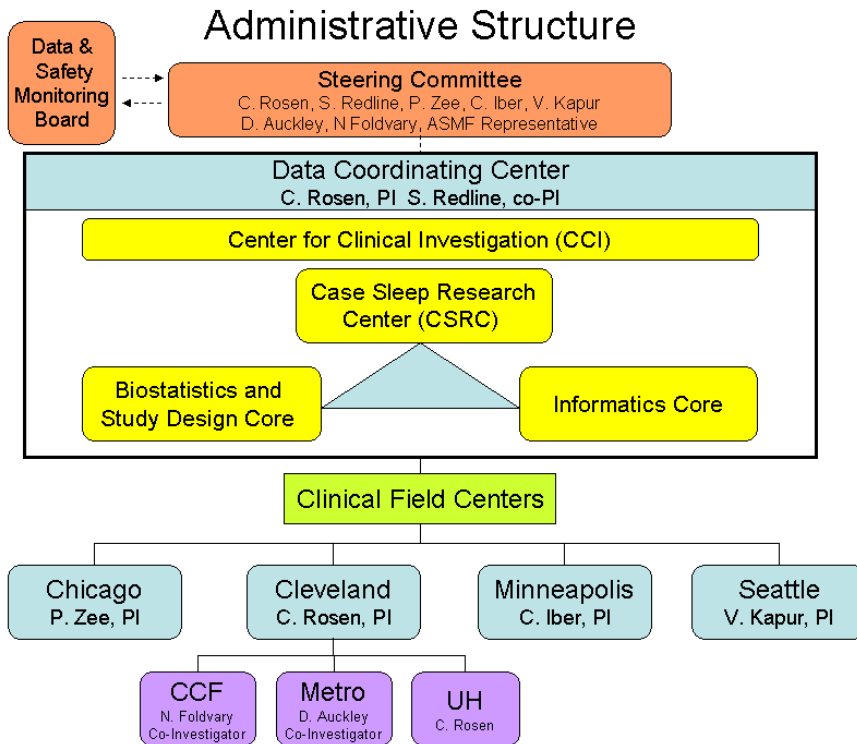 Administrative Structure
Data &
Safety
Monitoring
Board
Steering Committee
C. Rosen, S. Redline, P. Zee, C. Iber, V. Kapur
D. Auckley, N Foldvary, ASMF Representative
Data Coordinating Center
C. Rosen, PI  S. Redline, co-PI
Center for Clinical Investigation (CCI)
Case Sleep Research
Center (CSRC)
Biostatistics and
Study Design Core
Informatics Core
Clinical Field Centers
Chicago
P. Zee, PI
Cleveland
C. Rosen, PI
Minneapolis
C. Iber, PI
Seattle
V. Kapur, PI
CCF
N. Foldvary
Co-Investigator
Metro
D. Auckley
Co-Investigator
UH
C. Rosen